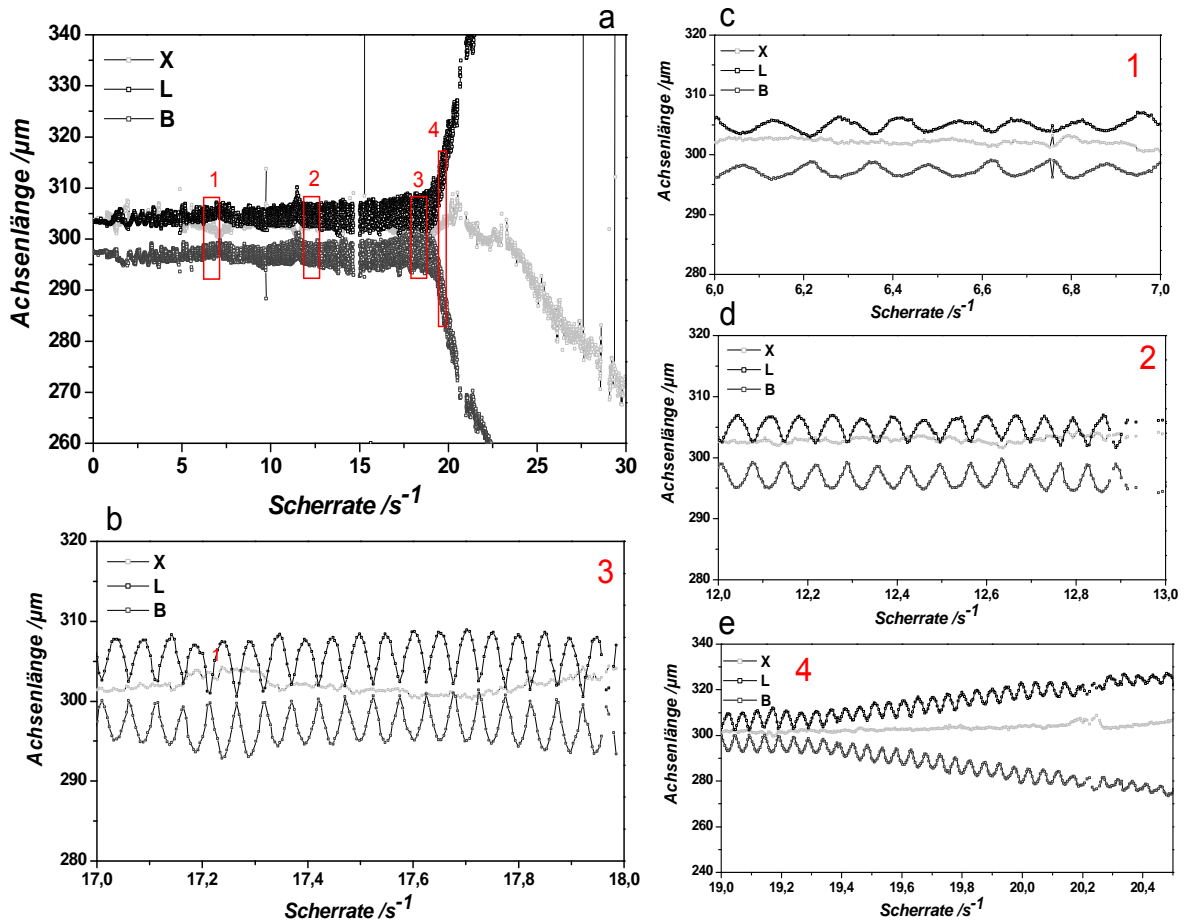 a
340
330
320
310
300
290
280
270
260
Achsenlänge /µm
X
L
B
1
2
3
4
0 5 10 15 20 25 30
Scherrate /s⁻¹
b
320
310
300
290
280
Achsenlänge /µm
X
L
B
3
1
17,0 17,2 17,4 17,6 17,8 18,0
Scherrate /s⁻¹
c
320
310
300
290
280
Achsenlänge /µm
X
L
B
1
6,0 6,2 6,4 6,6 6,8 7,0
Scherrate /s⁻¹
d
320
310
300
290
280
Achsenlänge /µm
X
L
B
2
12,0 12,2 12,4 12,6 12,8 13,0
Scherrate /s⁻¹
e
340
320
300
280
260
240
Achsenlänge /µm
X
L
B
4
19,0 19,2 19,4 19,6 19,8 20,0 20,2 20,4
Scherrate /s⁻¹